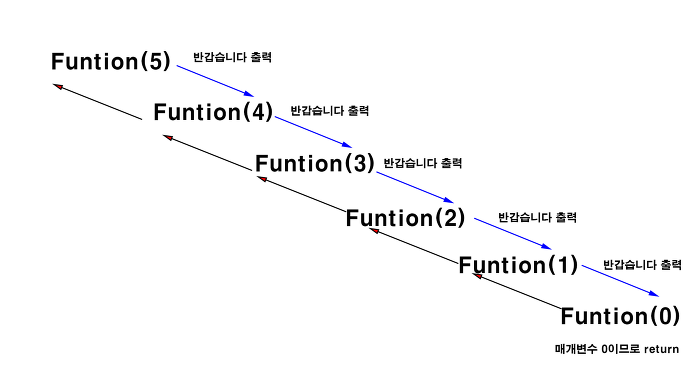 Funtion(5) 반갑습니다 출력
Funtion(4) 반갑습니다 출력
Funtion(3) 반갑습니다 출력
Funtion(2) 반갑습니다 출력
Funtion(1) 반갑습니다 출력
Funtion(0)
매개변수 0이므로 return